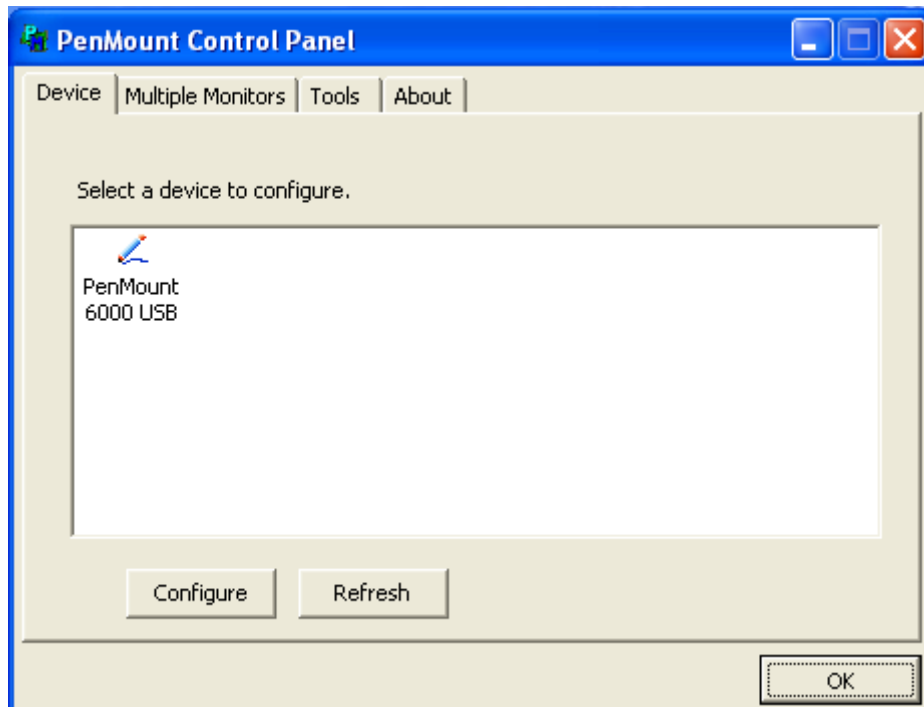 PenMount Control Panel
Device Multiple Monitors Tools About
Select a device to configure.
PenMount
6000 USB
Configure Refresh
OK